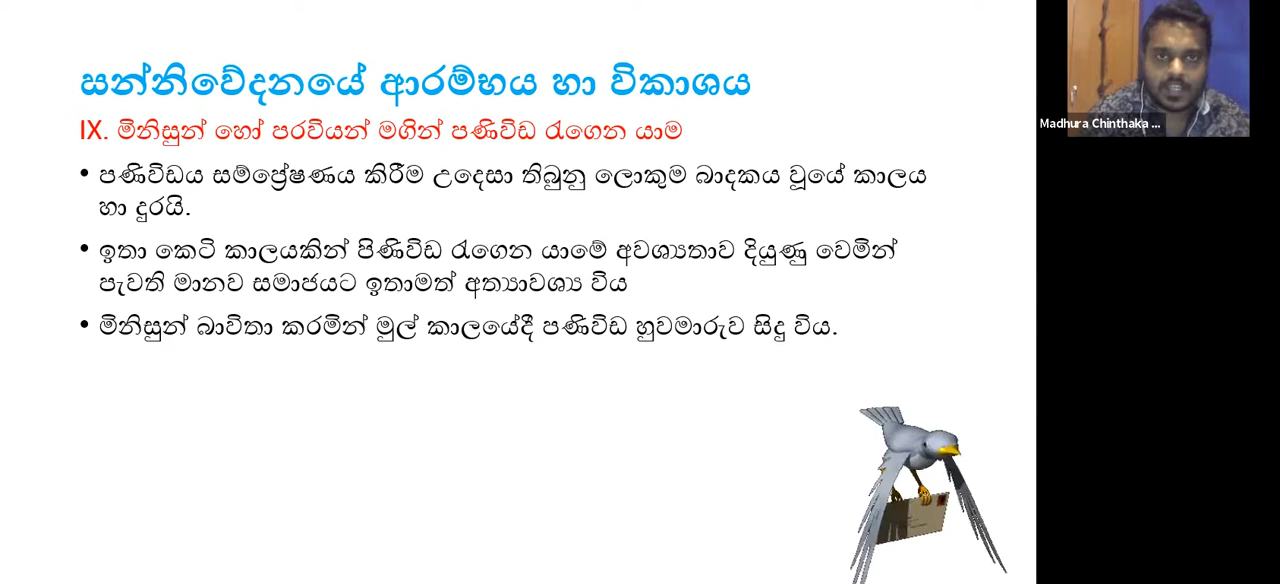 සන්නිවේදනයේ ආරම්භය හා විකාශය
IX. මිනිසුන් හෝ පරවියන් මගින් පණිවිඩ රැගෙන යාම
• පණිවිඩය සම්ප්‍රේෂණය කිරීම උදෙසා තිබුනු ලොකුම බාදකය වූයේ කාලය
හා දුරයි.
• ඉතා කෙටි කාලයකින් පිණිවිඩ රැගෙන යාමේ අවශ්‍යතාව දියුණු වෙමින්
පැවති මානව සමාජයට ඉතාමත් අත්‍යාවශ්‍ය විය
• මිනිසුන් බාවිතා කරමින් මුල් කාලයේදී පණිවිඩ හුවමාරුව සිදු විය.
Madhura Chinthaka ...